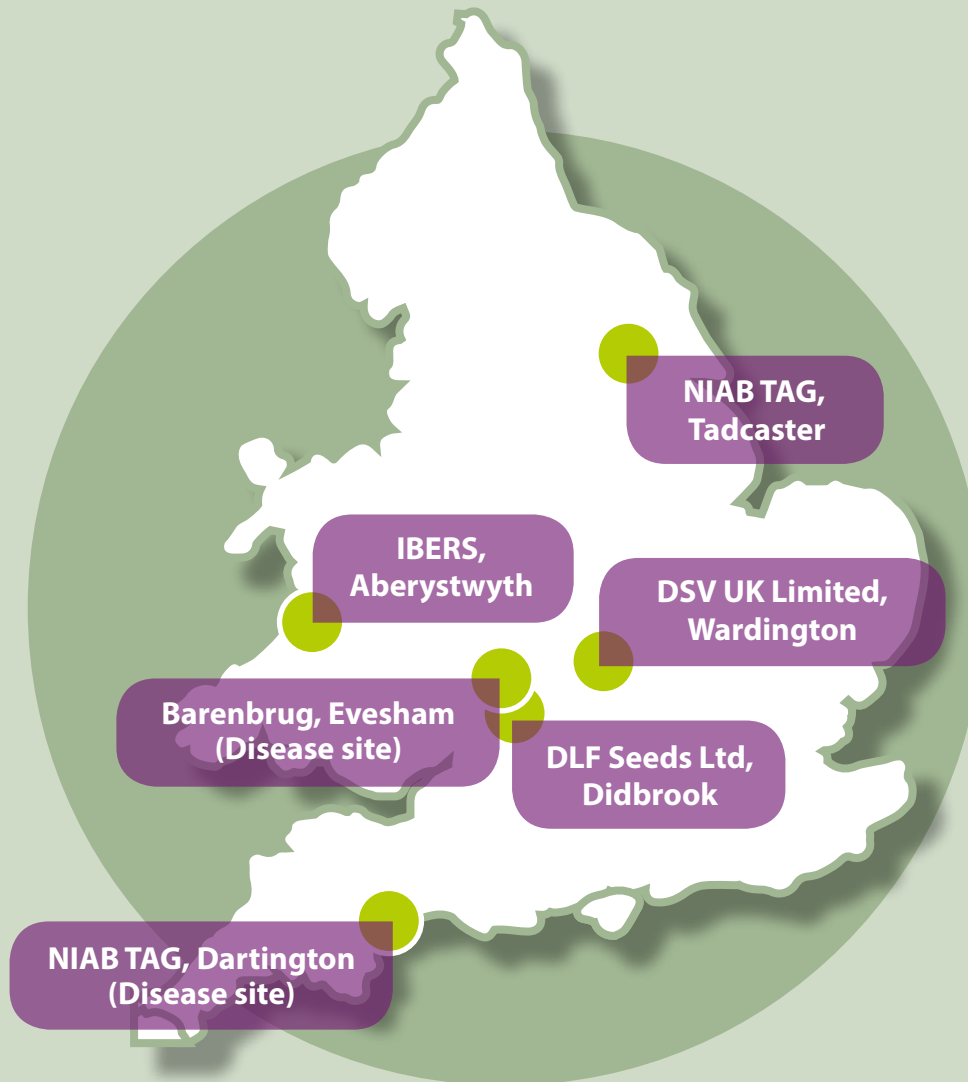 NIAB TAG,
Tadcaster
IBERS,
Aberystwyth
DSV UK Limited,
Wardington
Barenbrug, Evesham
(Disease site)
DLF Seeds Ltd,
Didbrook
NIAB TAG, Dartington
(Disease site)